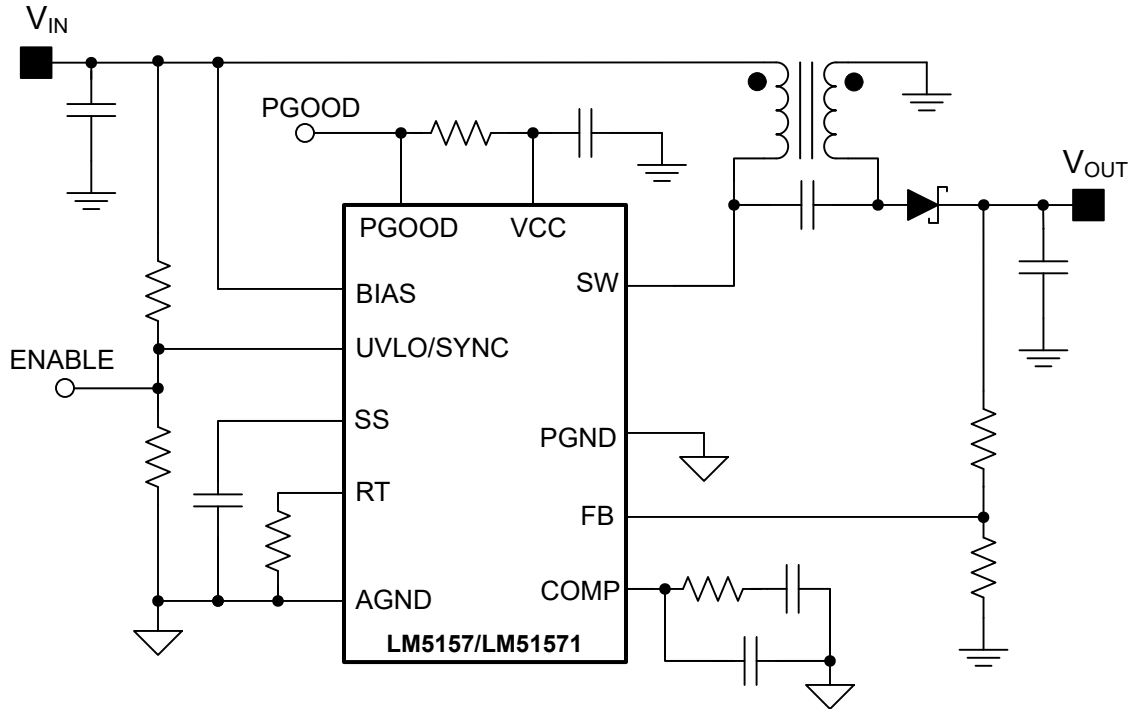 VIN
PGOOD
VOUT
PGOOD
VCC
SW
BIAS
UVLO/SYNC
ENABLE
SS
PGND
RT
FB
COMP
AGND
LM5157/LM51571